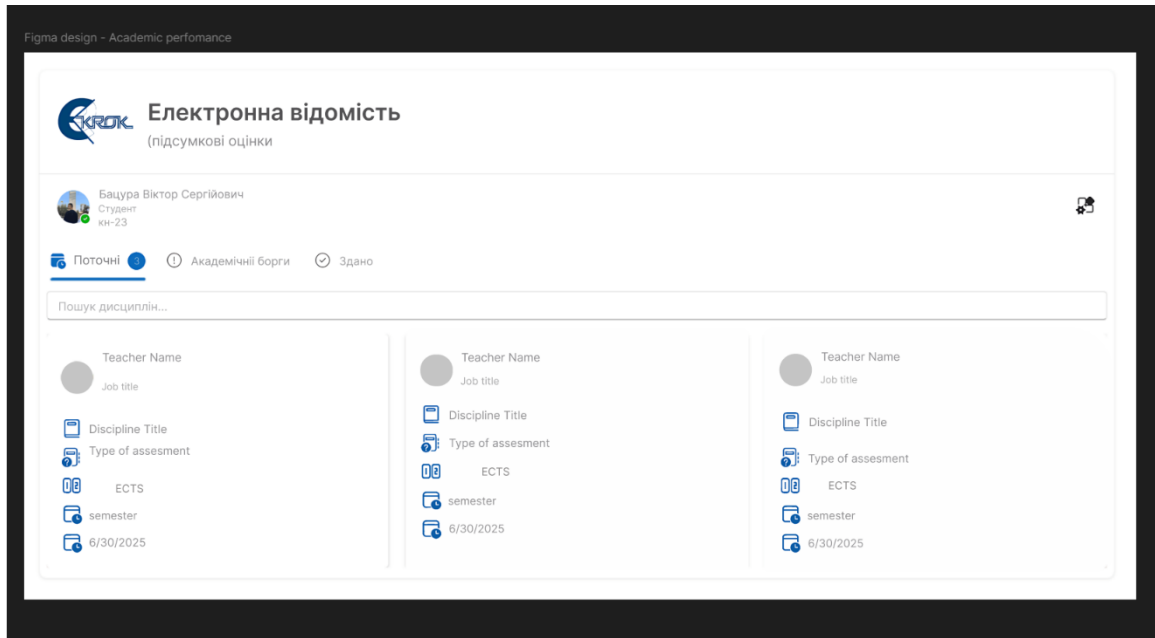 Figma design - Academic perfomance
KROK
Електронна відомість
(підсумкові оцінки
Бацура Віктор Сергійович
Студент
кн-23
Поточні 3
Академічніі борги
Здано
Пошук дисциплін...
Teacher Name
Job title
Discipline Title
Type of assesment
ECTS
semester
6/30/2025
Teacher Name
Job title
Discipline Title
Type of assesment
ECTS
semester
6/30/2025
Teacher Name
Job title
Discipline Title
Type of assesment
ECTS
semester
6/30/2025